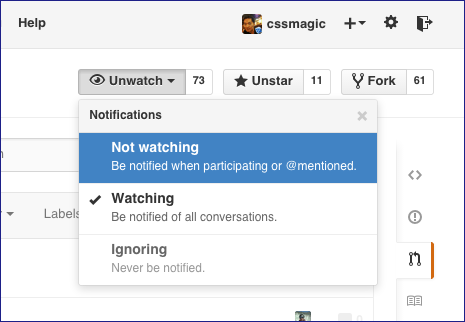 Help
cssmagic
Unwatch
73
Unstar
11
Fork
61
Notifications
Not watching
Be notified when participating or @mentioned.
Watching
Be notified of all conversations.
Ignoring
Never be notified.
Labels